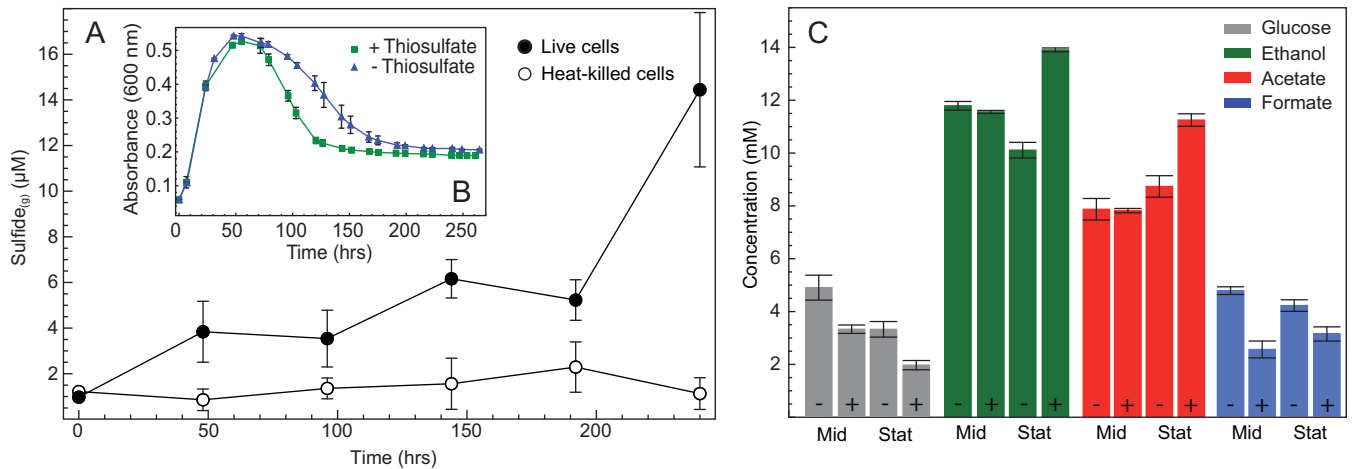 A
Sulfide(g) (µM)
18
16
14
12
10
8
6
4
2
0
50
100
150
200
Time (hrs)
Live cells
Heat-killed cells
B
Absorbance (600 nm)
0.5
0.4
0.3
0.2
0.1
0
50
100
150
200
250
Time (hrs)
+ Thiosulfate
- Thiosulfate
C
Concentration (mM)
14
12
10
8
6
4
2
Glucose
Ethanol
Acetate
Formate
- + - + - + - + - + - + - + - +
Mid Stat Mid Stat Mid Stat Mid Stat